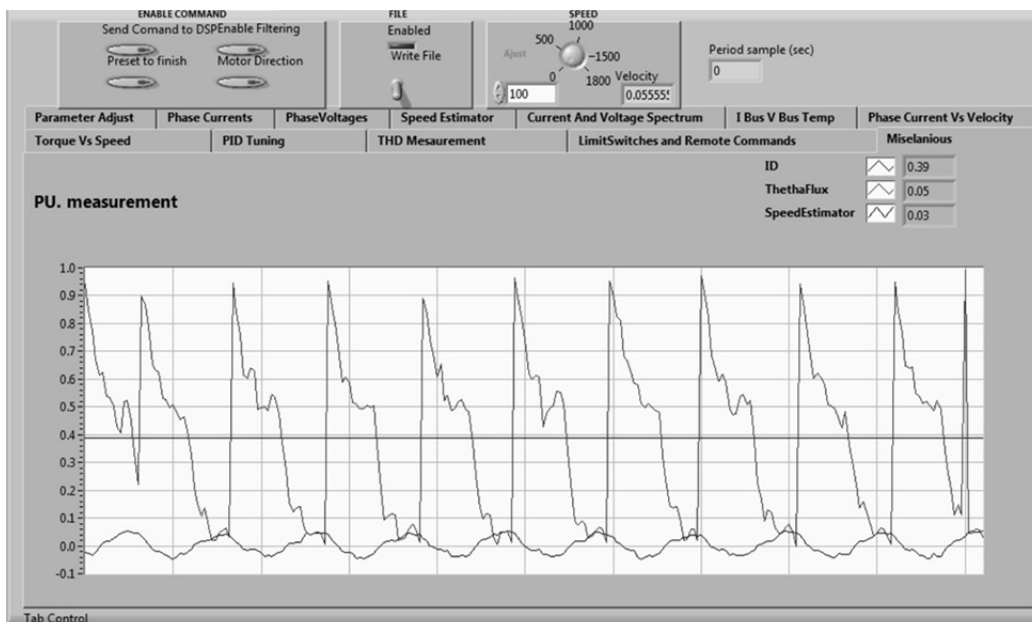 ENABLE COMMAND
Send Comand to DSP
Enable Filtering
Preset to finish
Motor Direction
FILE
Enabled
Write File
SPEED
1000
500
Ajust
1500
0
1800
Velocity
100
0.05555
Period sample (sec)
0
Parameter Adjust
Phase Currents
PhaseVoltages
Speed Estimator
Current And Voltage Spectrum
I Bus V Bus Temp
Phase Current Vs Velocity
Torque Vs Speed
PID Tuning
THD Mesaurement
LimitSwitches and Remote Commands
Miselanious
ID
0.39
ThethaFlux
0.05
SpeedEstimator
0.03
PU. measurement
1.0
0.9
0.8
0.7
0.6
0.5
0.4
0.3
0.2
0.1
0.0
-0.1
Tab Control